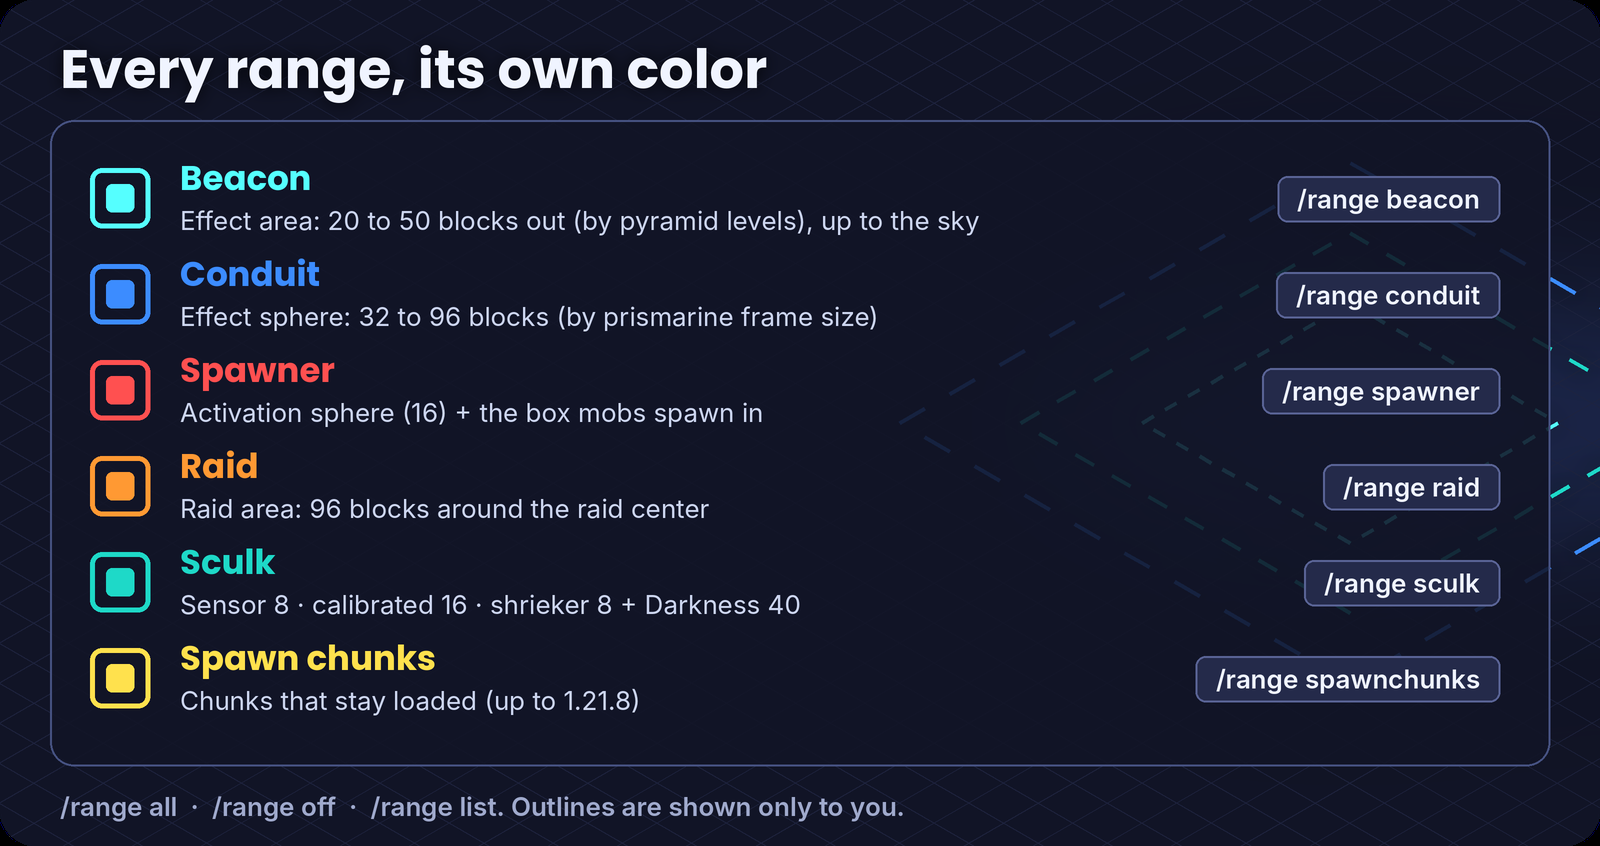 Every range, its own color
Beacon
Effect area: 20 to 50 blocks out (by pyramid levels), up to the sky
/range beacon
Conduit
Effect sphere: 32 to 96 blocks (by prismarine frame size)
/range conduit
Spawner
Activation sphere (16) + the box mobs spawn in
/range spawner
Raid
Raid area: 96 blocks around the raid center
/range raid
Sculk
Sensor 8 · calibrated 16 · shrieker 8 + Darkness 40
/range sculk
Spawn chunks
Chunks that stay loaded (up to 1.21.8)
/range spawnchunks
/range all · /range off · /range list. Outlines are shown only to you.